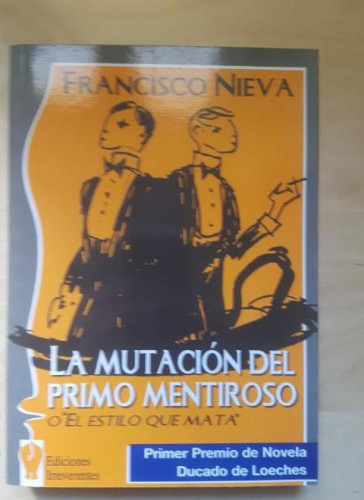 FRANCISCO NIEVA
LA MUTACIÓN DEL
PRIMO MENTIROSO
O "EL ESTILO QUE MATA"
Ediciones
Irreverentes
Primer Premio de Novela
Ducado de Loeches